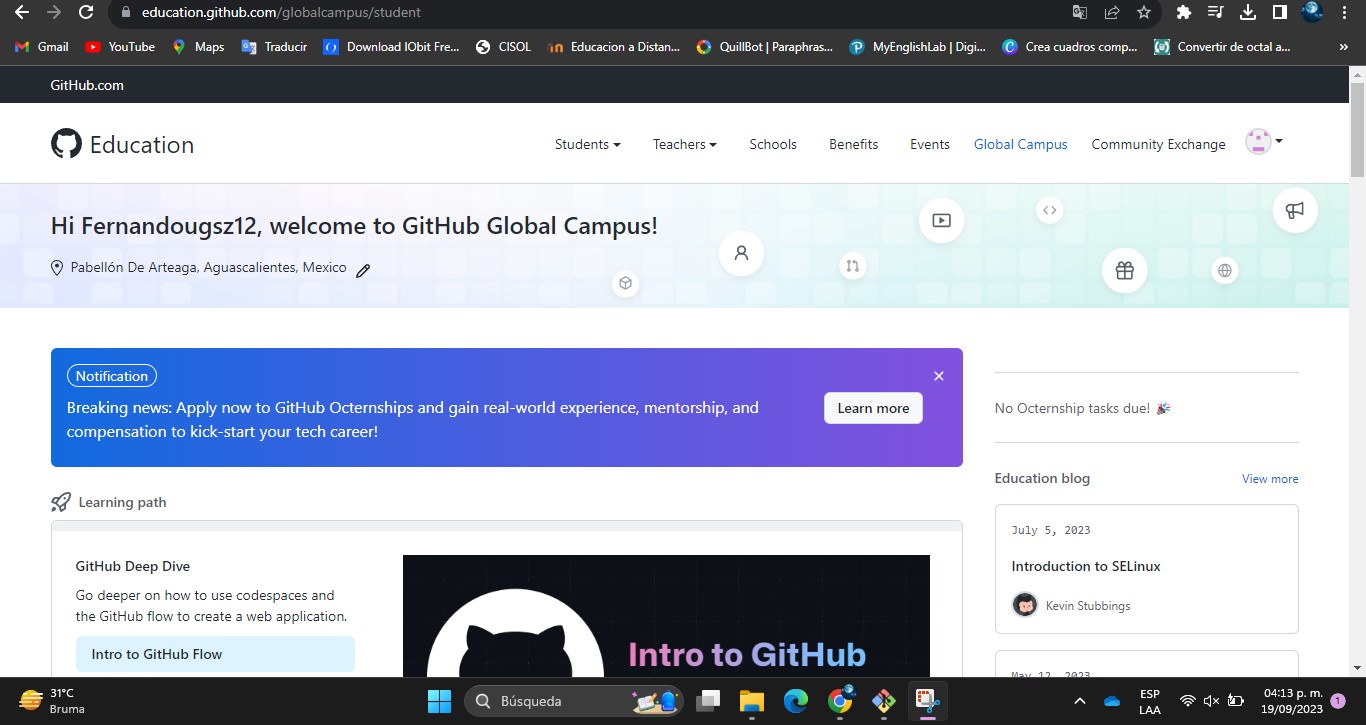 education.github.com/globalcampus/student
Gmail
YouTube
Maps
Traducir
Download IObit Fre...
CISOL
Educacion a Distan...
QuillBot | Paraphras...
MyEnglishLab | Digi...
Crea cuadros comp...
Convertir de octal a...
»
GitHub.com
Education
Students
Teachers
Schools
Benefits
Events
Global Campus
Community Exchange
Hi Fernandougsz12, welcome to GitHub Global Campus!
Pabellón De Arteaga, Aguascalientes, Mexico
Notification
Breaking news: Apply now to GitHub Octernships and gain real-world experience, mentorship, and
compensation to kick-start your tech career!
Learn more
No Octernship tasks due! 🎉
Learning path
Education blog
View more
GitHub Deep Dive
Go deeper on how to use codespaces and
the GitHub flow to create a web application.
Intro to GitHub Flow
Intro to GitHub
July 5, 2023
Introduction to SELinux
Kevin Stubbings
May 12, 2023
31°C
Bruma
Búsqueda
ESP
LAA
04:13 p. m.
19/09/2023
1